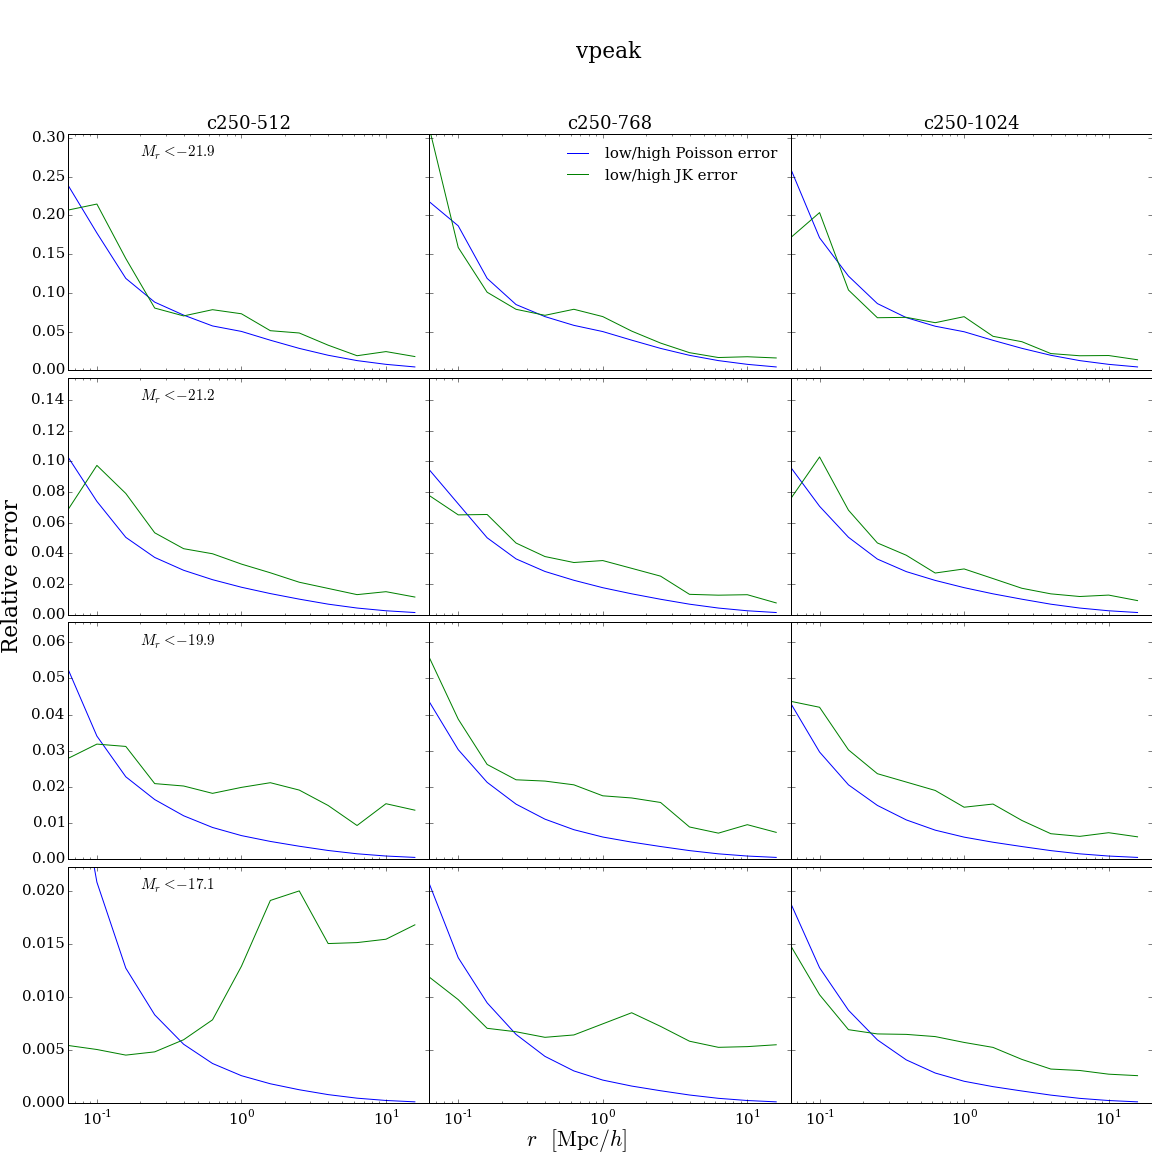 vpeak
c250-512 c250-768 c250-1024
0.30
0.25
0.20
0.15
0.10
0.05
0.00
M_r < −21.9
low/high Poisson error
low/high JK error
0.14
0.12
0.10
0.08
0.06
0.04
0.02
0.00
M_r < −21.2
Relative error
0.06
0.05
0.04
0.03
0.02
0.01
0.00
M_r < −19.9
0.020
0.015
0.010
0.005
0.000
M_r < −17.1
10^-1 10^0 10^1 10^-1 10^0 10^1 10^-1 10^0 10^1
r [Mpc/h]